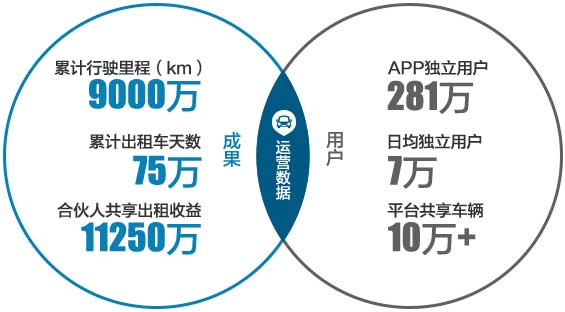 累计行驶里程（km）
9000万
累计出租车天数
75万
合伙人共享出租收益
11250万
成果
运营数据
用户
APP独立用户
281万
日均独立用户
7万
平台共享车辆
10万+